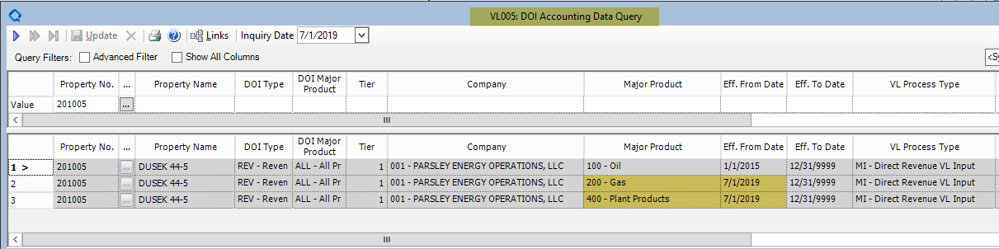 VL005: DOI Accounting Data Query
Update Links Inquiry Date 7/1/2019
Query Filters: Advanced Filter Show All Columns <Sy
Property No. ... Property Name DOI Type DOI Major Product Tier Company Major Product Eff. From Date Eff. To Date VL Process Type
Value 201005 ...
Property No. ... Property Name DOI Type DOI Major Product Tier Company Major Product Eff. From Date Eff. To Date VL Process Type
1 > 201005 ... DUSEK 44-5 REV - Reven ALL - All Pr 1 001 - PARSLEY ENERGY OPERATIONS, LLC 100 - Oil 1/1/2015 12/31/9999 MI - Direct Revenue VL Input
2 201005 ... DUSEK 44-5 REV - Reven ALL - All Pr 1 001 - PARSLEY ENERGY OPERATIONS, LLC 200 - Gas 7/1/2019 12/31/9999 MI - Direct Revenue VL Input
3 201005 ... DUSEK 44-5 REV - Reven ALL - All Pr 1 001 - PARSLEY ENERGY OPERATIONS, LLC 400 - Plant Products 7/1/2019 12/31/9999 MI - Direct Revenue VL Input